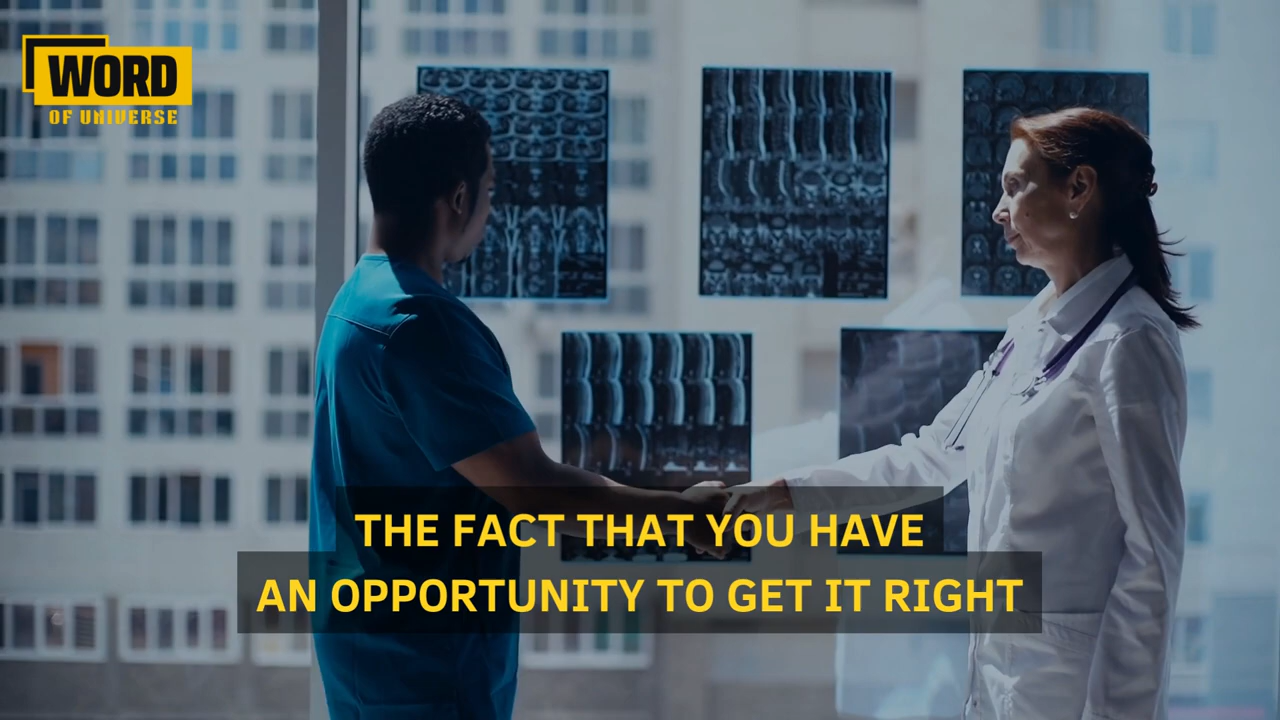 WORD
OF UNIVERSE
THE FACT THAT YOU HAVE
AN OPPORTUNITY TO GET IT RIGHT